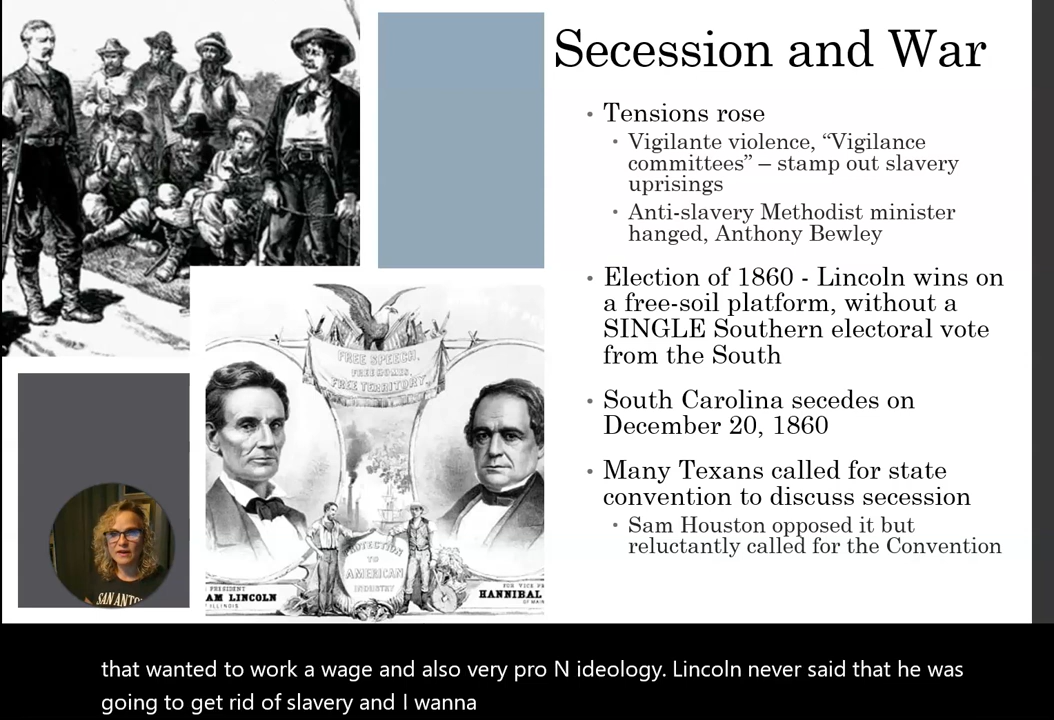 Secession and War
• Tensions rose
• Vigilante violence, “Vigilance
committees” – stamp out slavery
uprisings
• Anti-slavery Methodist minister
hanged, Anthony Bewley
• Election of 1860 - Lincoln wins on
a free-soil platform, without a
SINGLE Southern electoral vote
from the South
• South Carolina secedes on
December 20, 1860
• Many Texans called for state
convention to discuss secession
• Sam Houston opposed it but
reluctantly called for the Convention
FREE SPEECH,
FREE HOMES,
FREE TERRITORY.
PROTECTION
TO
AMERICAN
INDUSTRY
PRESIDENT
AM LINCOLN
ILLINOIS
FOR VICE PR
HANNIBAL
OF MAIN
SAN ANTO
that wanted to work a wage and also very pro N ideology. Lincoln never said that he was
going to get rid of slavery and I wanna